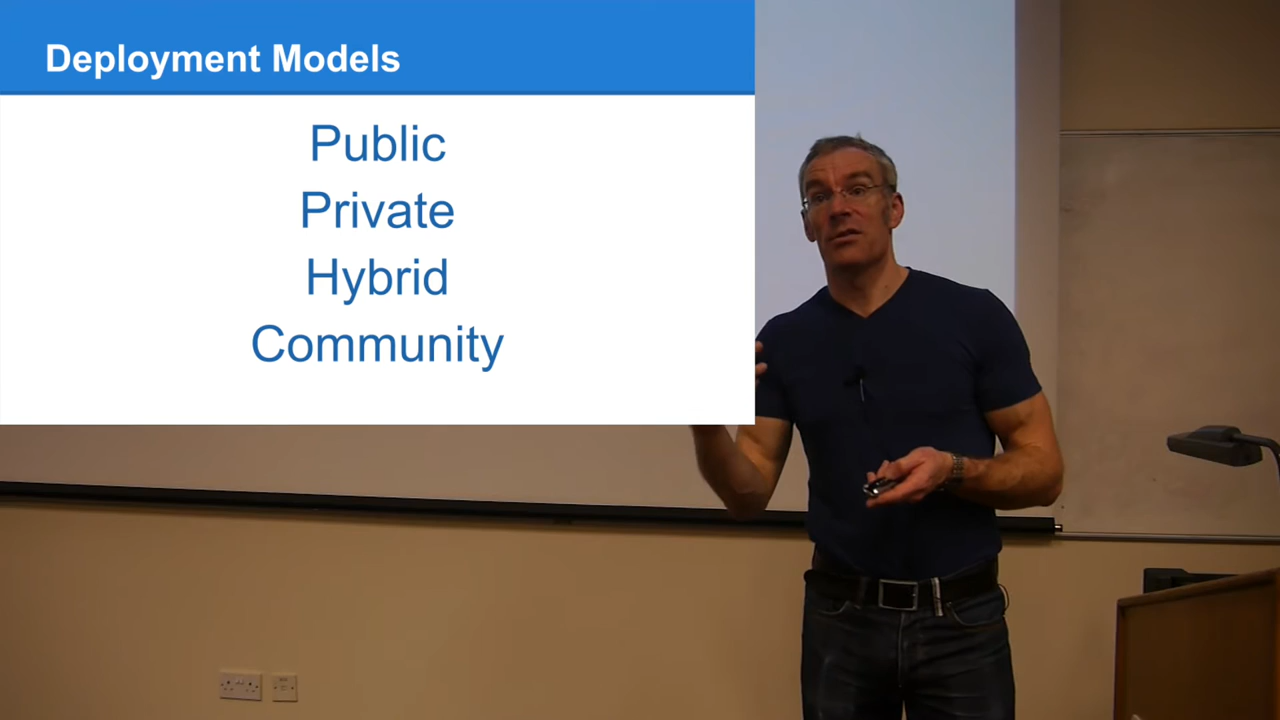 Deployment Models
Public
Private
Hybrid
Community